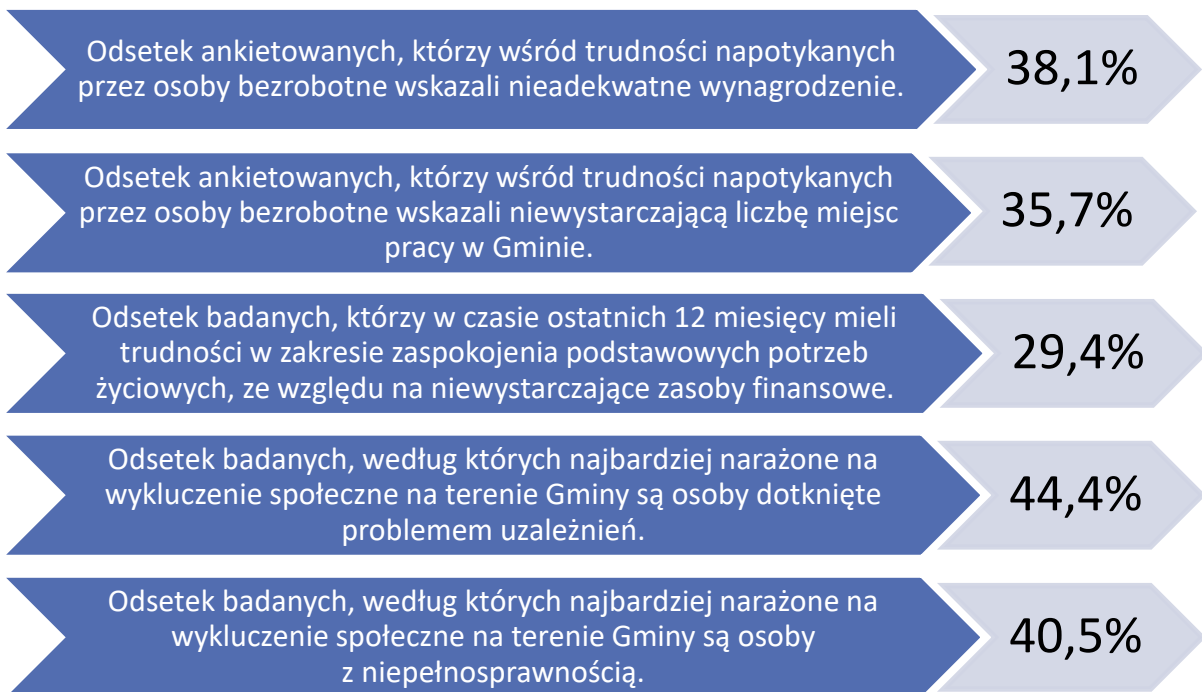 Odsetek ankietowanych, którzy wśród trudności napotykanych
przez osoby bezrobotne wskazali nieadekwatne wynagrodzenie.
38,1%
Odsetek ankietowanych, którzy wśród trudności napotykanych
przez osoby bezrobotne wskazali niewystarczającą liczbę miejsc
pracy w Gminie.
35,7%
Odsetek badanych, którzy w czasie ostatnich 12 miesięcy mieli
trudności w zakresie zaspokojenia podstawowych potrzeb
życiowych, ze względu na niewystarczające zasoby finansowe.
29,4%
Odsetek badanych, według których najbardziej narażone na
wykluczenie społeczne na terenie Gminy są osoby dotknięte
problemem uzależnień.
44,4%
Odsetek badanych, według których najbardziej narażone na
wykluczenie społeczne na terenie Gminy są osoby
z niepełnosprawnością.
40,5%